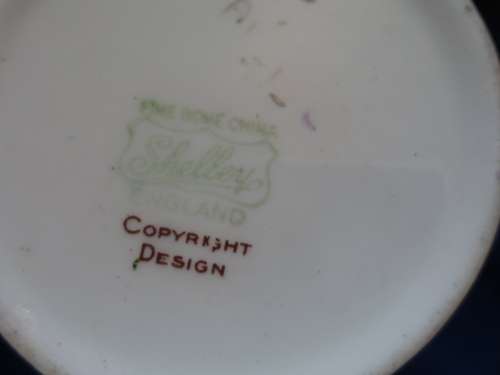 FINE BONE CHINA
Shelley
ENGLAND
COPYRIGHT
DESIGN